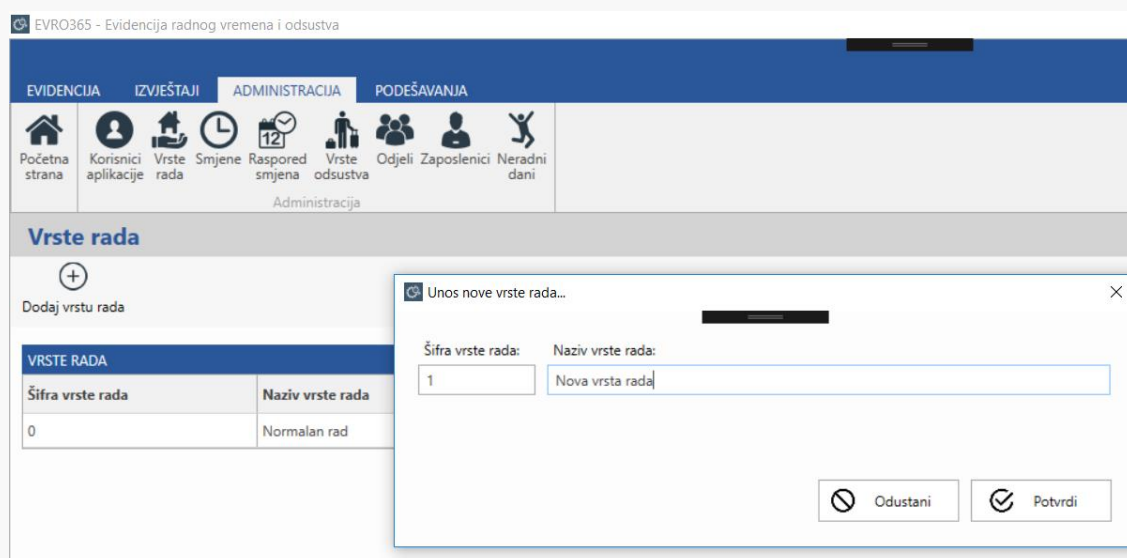 EVRO365 - Evidencija radnog vremena i odsustva
EVIDENCIJA IZVJEŠTAJI ADMINISTRACIJA PODEŠAVANJA
Početna strana
Korisnici aplikacije
Vrste rada
Smjene
12
Raspored smjena
Vrste odsustva
Odjeli
Zaposlenici
Neradni dani
Administracija
Vrste rada
Dodaj vrstu rada
VRSTE RADA
Šifra vrste rada Naziv vrste rada
0 Normalan rad
Unos nove vrste rada...
Šifra vrste rada: Naziv vrste rada:
1 Nova vrsta rada
Odustani Potvrdi